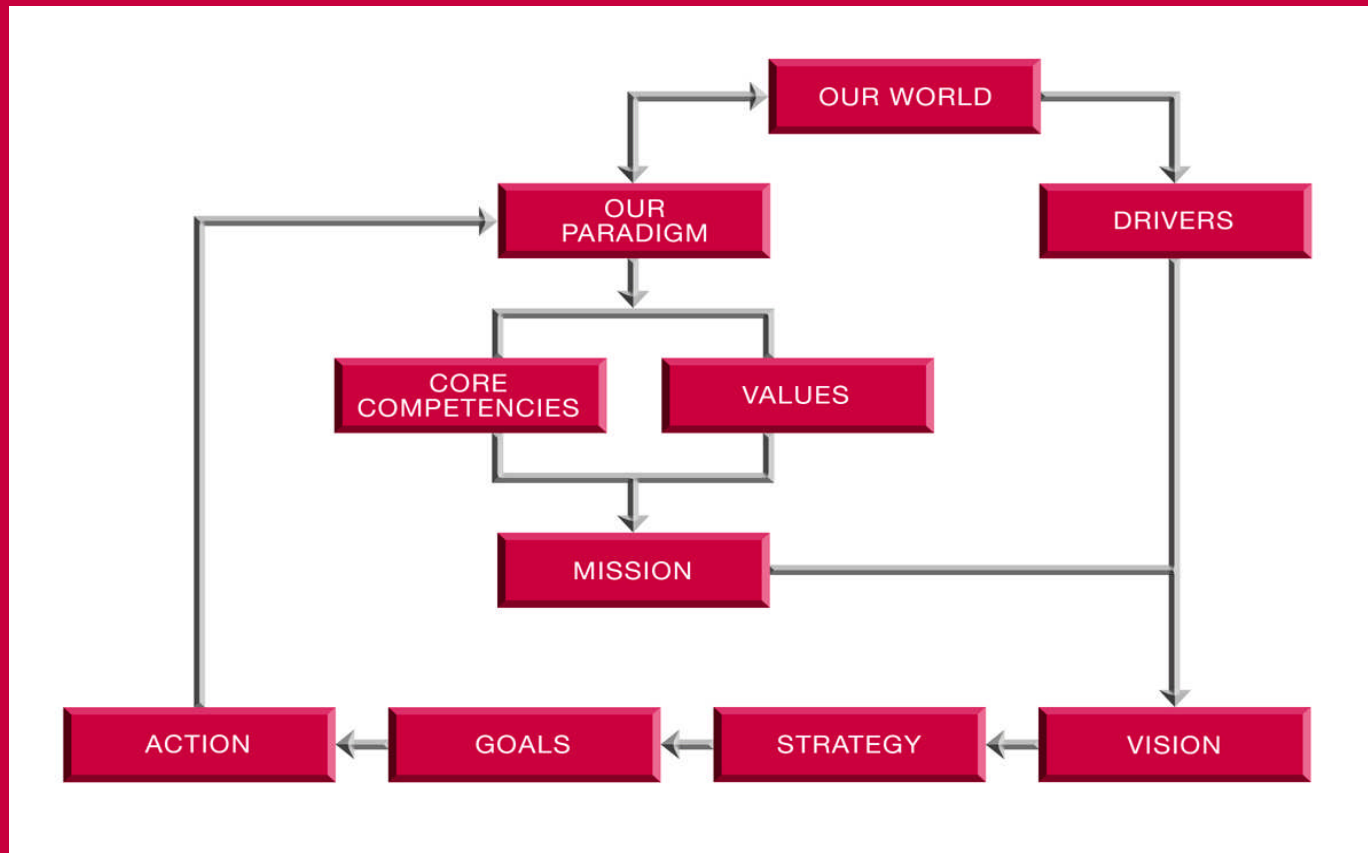 OUR WORLD
OUR
PARADIGM
DRIVERS
CORE
COMPETENCIES
VALUES
MISSION
ACTION
GOALS
STRATEGY
VISION